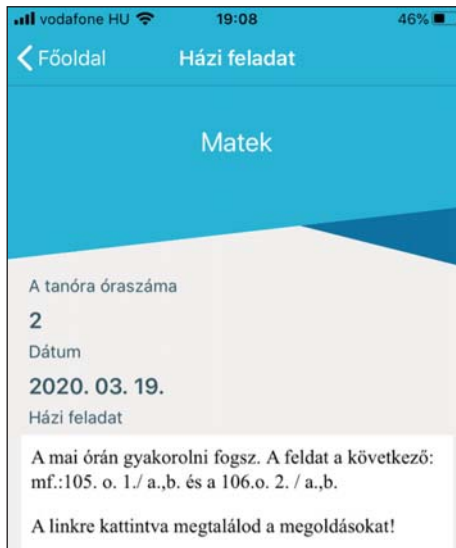 vodafone HU 19:08 46%
Főoldal Házi feladat
Matek
A tanóra óraszáma
2
Dátum
2020. 03. 19.
Házi feladat
A mai órán gyakorolni fogsz. A feldat a következő:
mf.:105. o. 1./ a.,b. és a 106.o. 2. / a.,b.
A linkre kattintva megtalálod a megoldásokat!